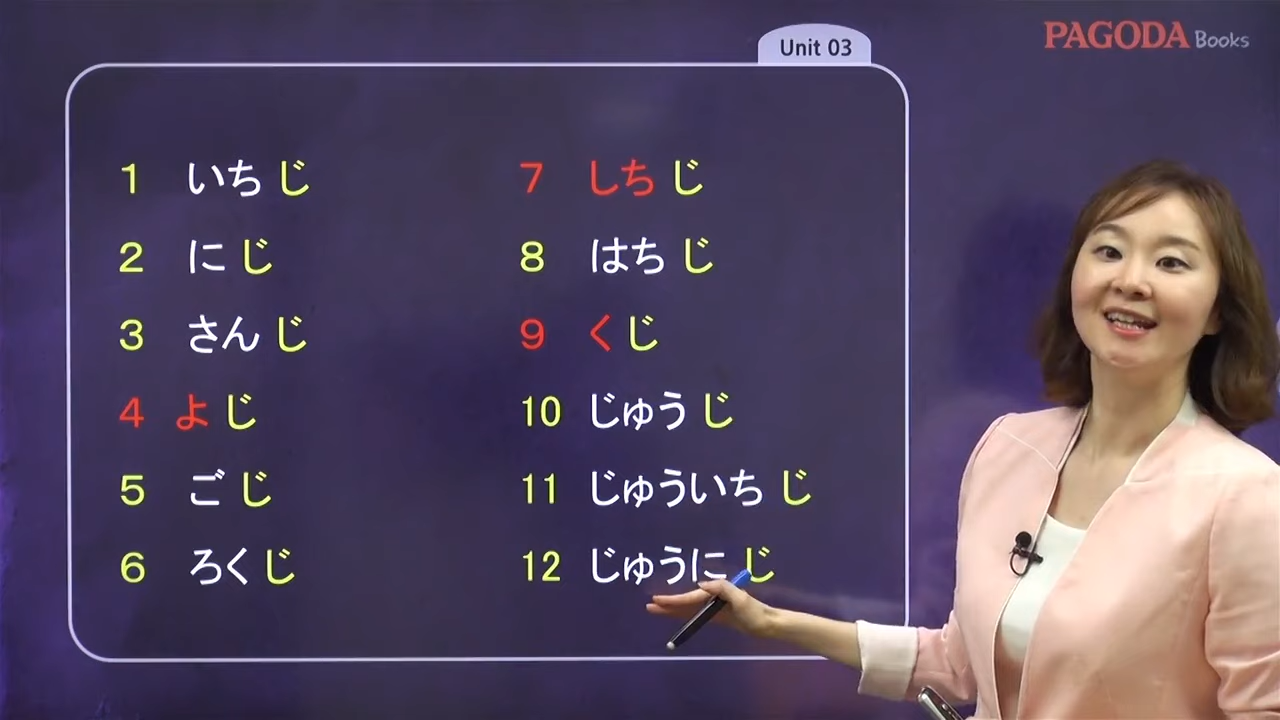 Unit 03
PAGODA Books
1 いち じ
2 に じ
3 さん じ
4 よ じ
5 ご じ
6 ろく じ
7 しち じ
8 はち じ
9 く じ
10 じゅう じ
11 じゅういち じ
12 じゅうに じ